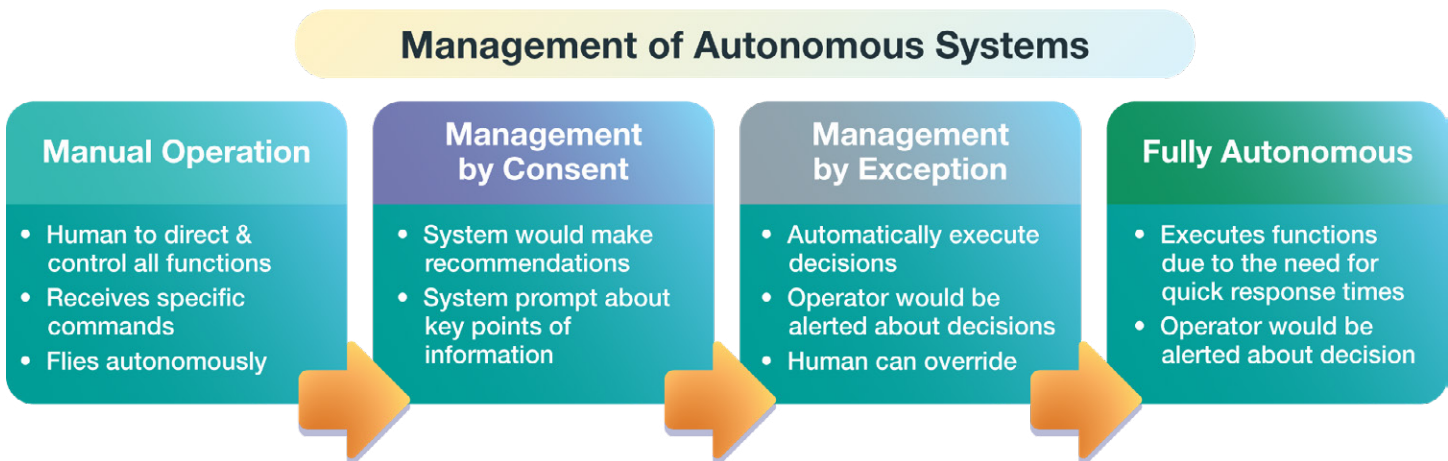 Management of Autonomous Systems
Manual Operation
• Human to direct &
control all functions
• Receives specific
commands
• Flies autonomously
Management
by Consent
• System would make
recommendations
• System prompt about
key points of
information
Management
by Exception
• Automatically execute
decisions
• Operator would be
alerted about decisions
• Human can override
Fully Autonomous
• Executes functions
due to the need for
quick response times
• Operator would be
alerted about decision